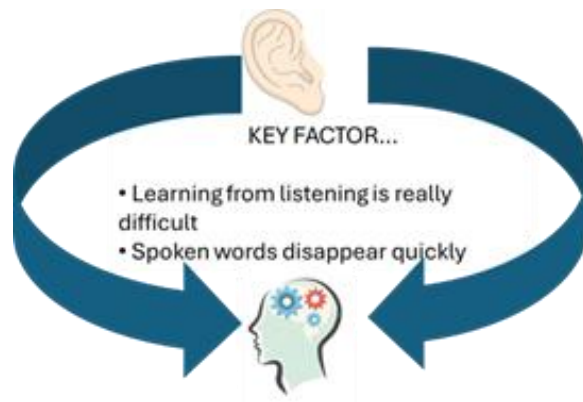 KEY FACTOR...
• Learning from listening is really
difficult
• Spoken words disappear quickly